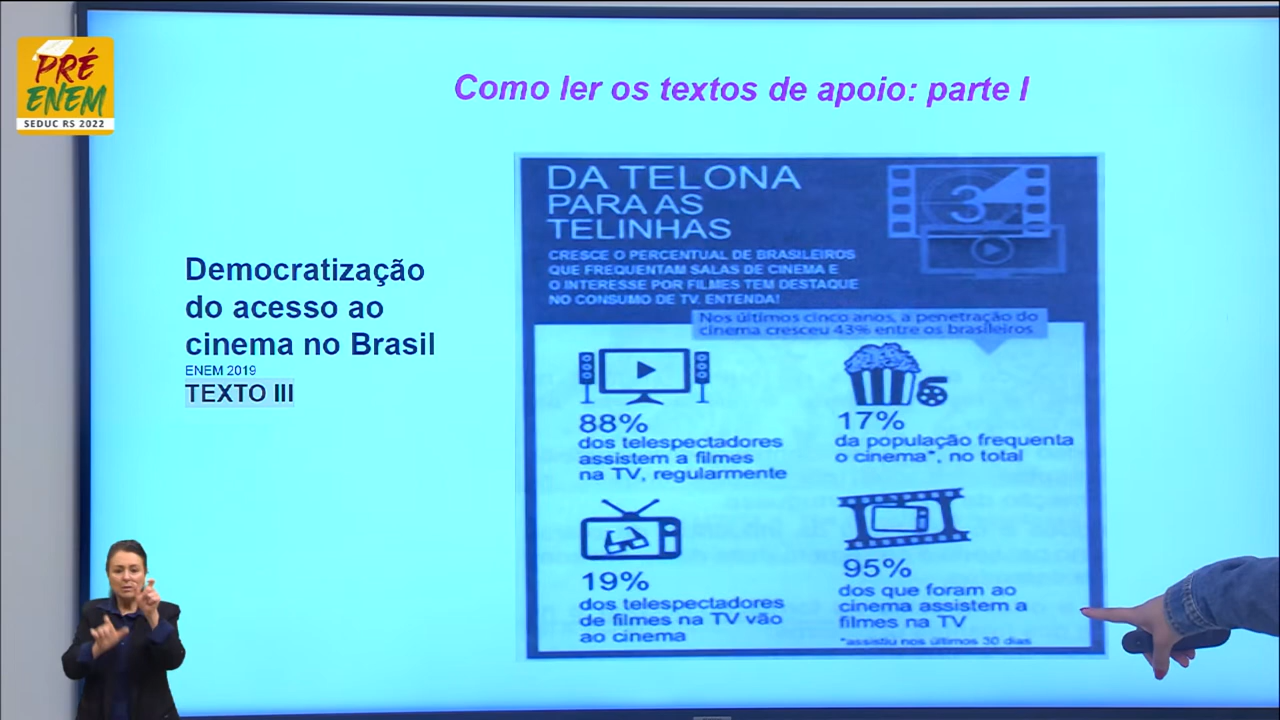 PRÉ
ENEM
SEDUC RS 2022
Como ler os textos de apoio: parte I
Democratização
do acesso ao
cinema no Brasil
ENEM 2019
TEXTO III
DA TELONA
PARA AS
TELINHAS
CRESCE O PERCENTUAL DE BRASILEIROS
QUE FREQUENTAM SALAS DE CINEMA E
O INTERESSE POR FILMES TEM DESTAQUE
NO CONSUMO DE TV. ENTENDA!
3
Nos últimos cinco anos, a penetração do
cinema cresceu 43% entre os brasileiros
88%
dos telespectadores
assistem a filmes
na TV, regularmente
17%
da população frequenta
o cinema*, no total
19%
dos telespectadores
de filmes na TV vão
ao cinema
95%
dos que foram ao
cinema assistem a
filmes na TV
*assistiu nos últimos 30 dias